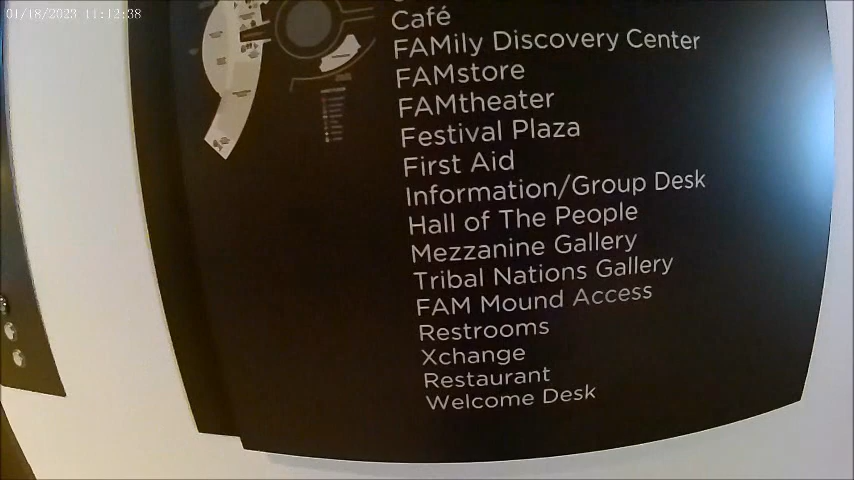 01/18/2023 11:12:38
Café
FAMily Discovery Center
FAMstore
FAMtheater
Festival Plaza
First Aid
Information/Group Desk
Hall of The People
Mezzanine Gallery
Tribal Nations Gallery
FAM Mound Access
Restrooms
Xchange
Restaurant
Welcome Desk